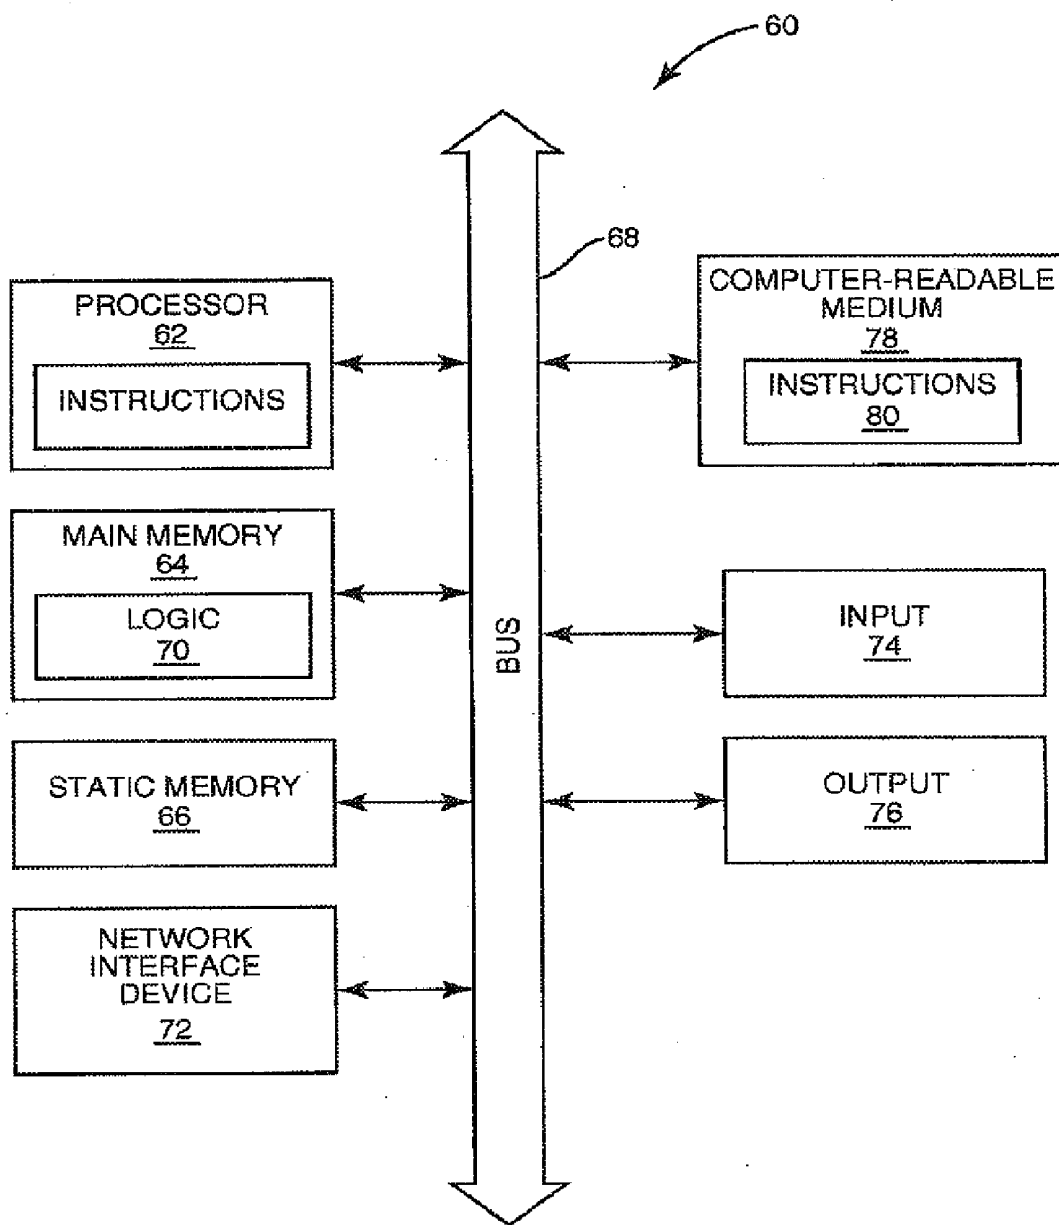 60
68
PROCESSOR
62
INSTRUCTIONS
MAIN MEMORY
64
LOGIC
70
STATIC MEMORY
66
NETWORK
INTERFACE
DEVICE
72
BUS
COMPUTER-READABLE
MEDIUM
78
INSTRUCTIONS
80
INPUT
74
OUTPUT
76